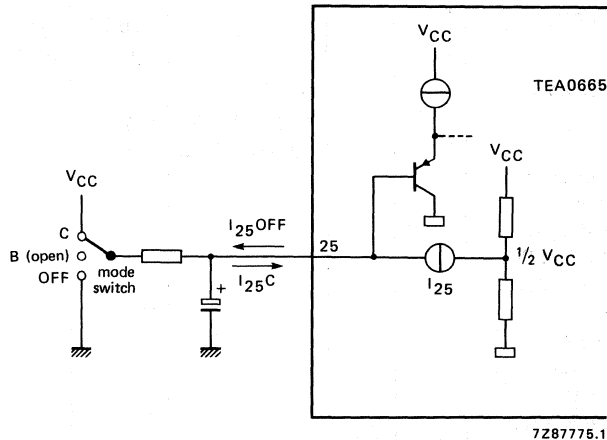 VCC
TEA0665
VCC
VCC
C
I25OFF
25
B (open)
1/2 VCC
OFF
mode
switch
I25C
+
I25
7Z87775.1